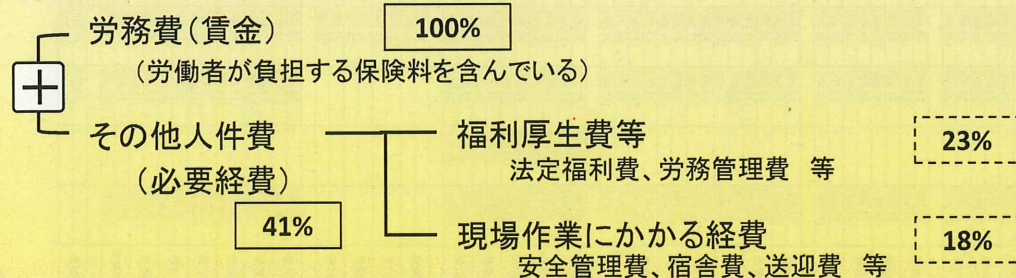 労務費(賃金) 100%
(労働者が負担する保険料を含んでいる)
+
その他人件費
(必要経費)
41%
福利厚生費等 23%
法定福利費、労務管理費 等
現場作業にかかる経費 18%
安全管理費、宿舎費、送迎費 等